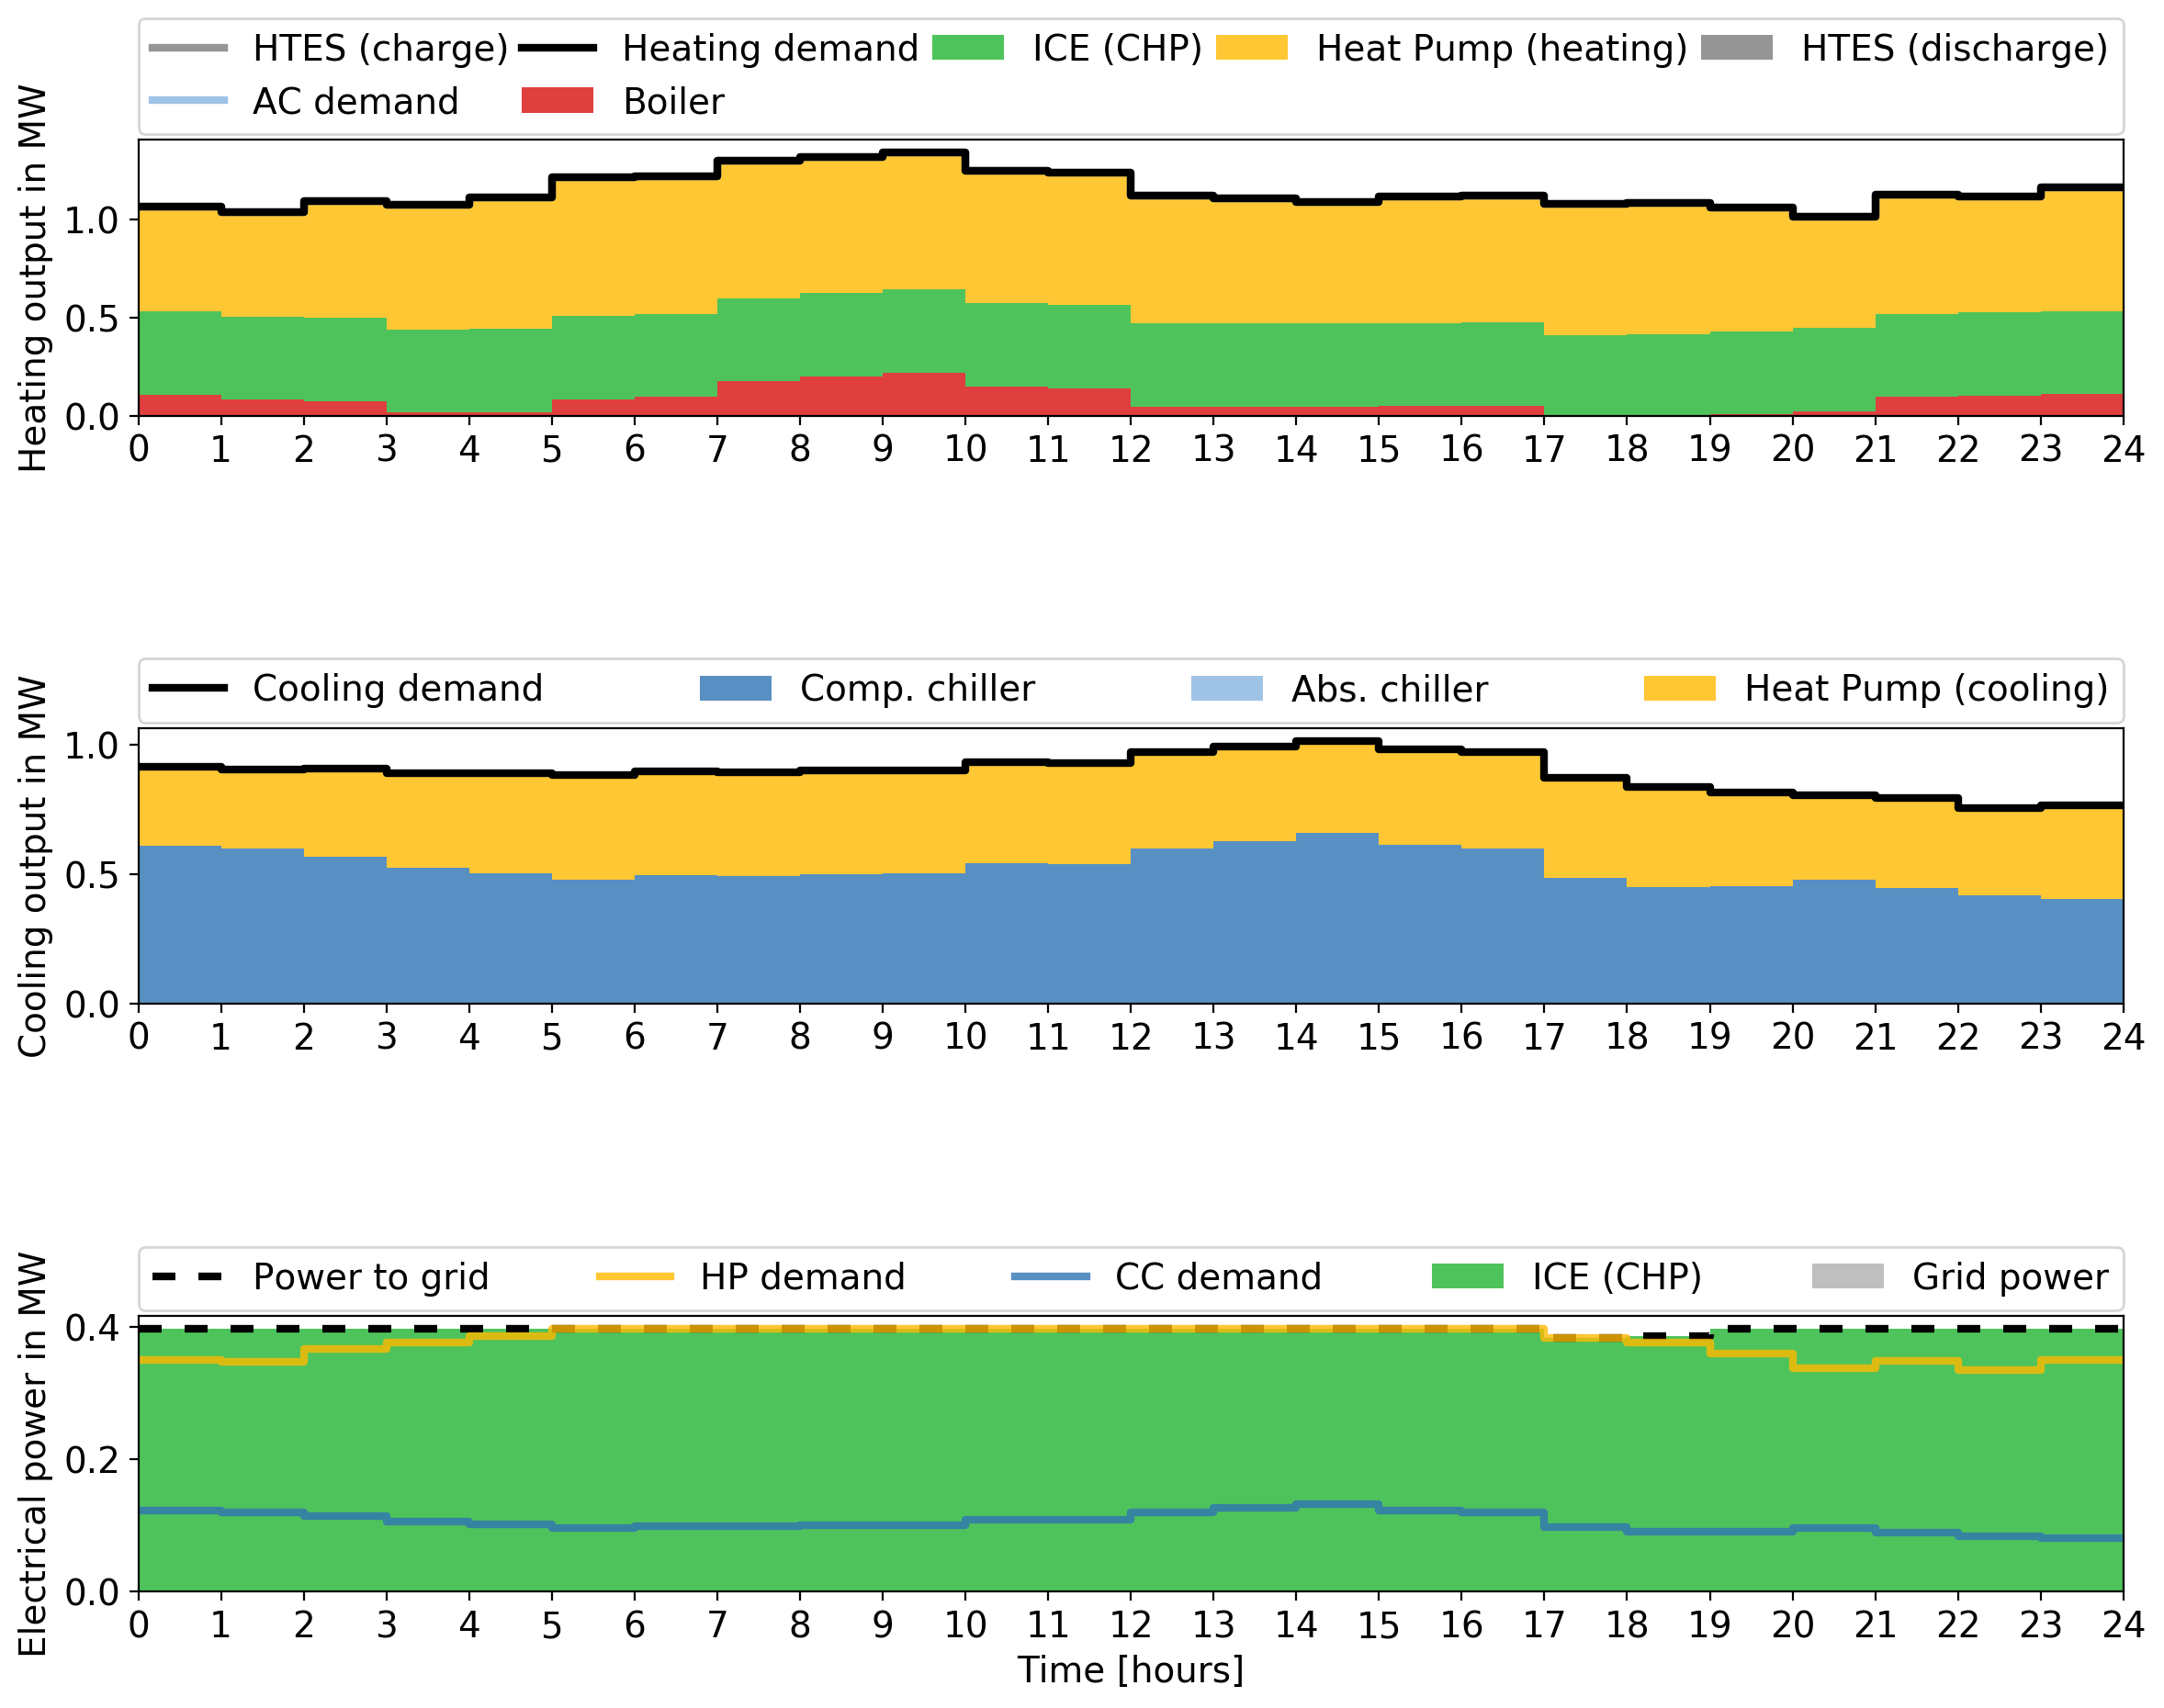 HTES (charge) Heating demand ICE (CHP) Heat Pump (heating) HTES (discharge)
AC demand Boiler
Heating output in MW
1.0
0.5
0.0
0 1 2 3 4 5 6 7 8 9 10 11 12 13 14 15 16 17 18 19 20 21 22 23 24
Cooling demand Comp. chiller Abs. chiller Heat Pump (cooling)
Cooling output in MW
1.0
0.5
0.0
0 1 2 3 4 5 6 7 8 9 10 11 12 13 14 15 16 17 18 19 20 21 22 23 24
Power to grid HP demand CC demand ICE (CHP) Grid power
Electrical power in MW
0.4
0.2
0.0
0 1 2 3 4 5 6 7 8 9 10 11 12 13 14 15 16 17 18 19 20 21 22 23 24
Time [hours]